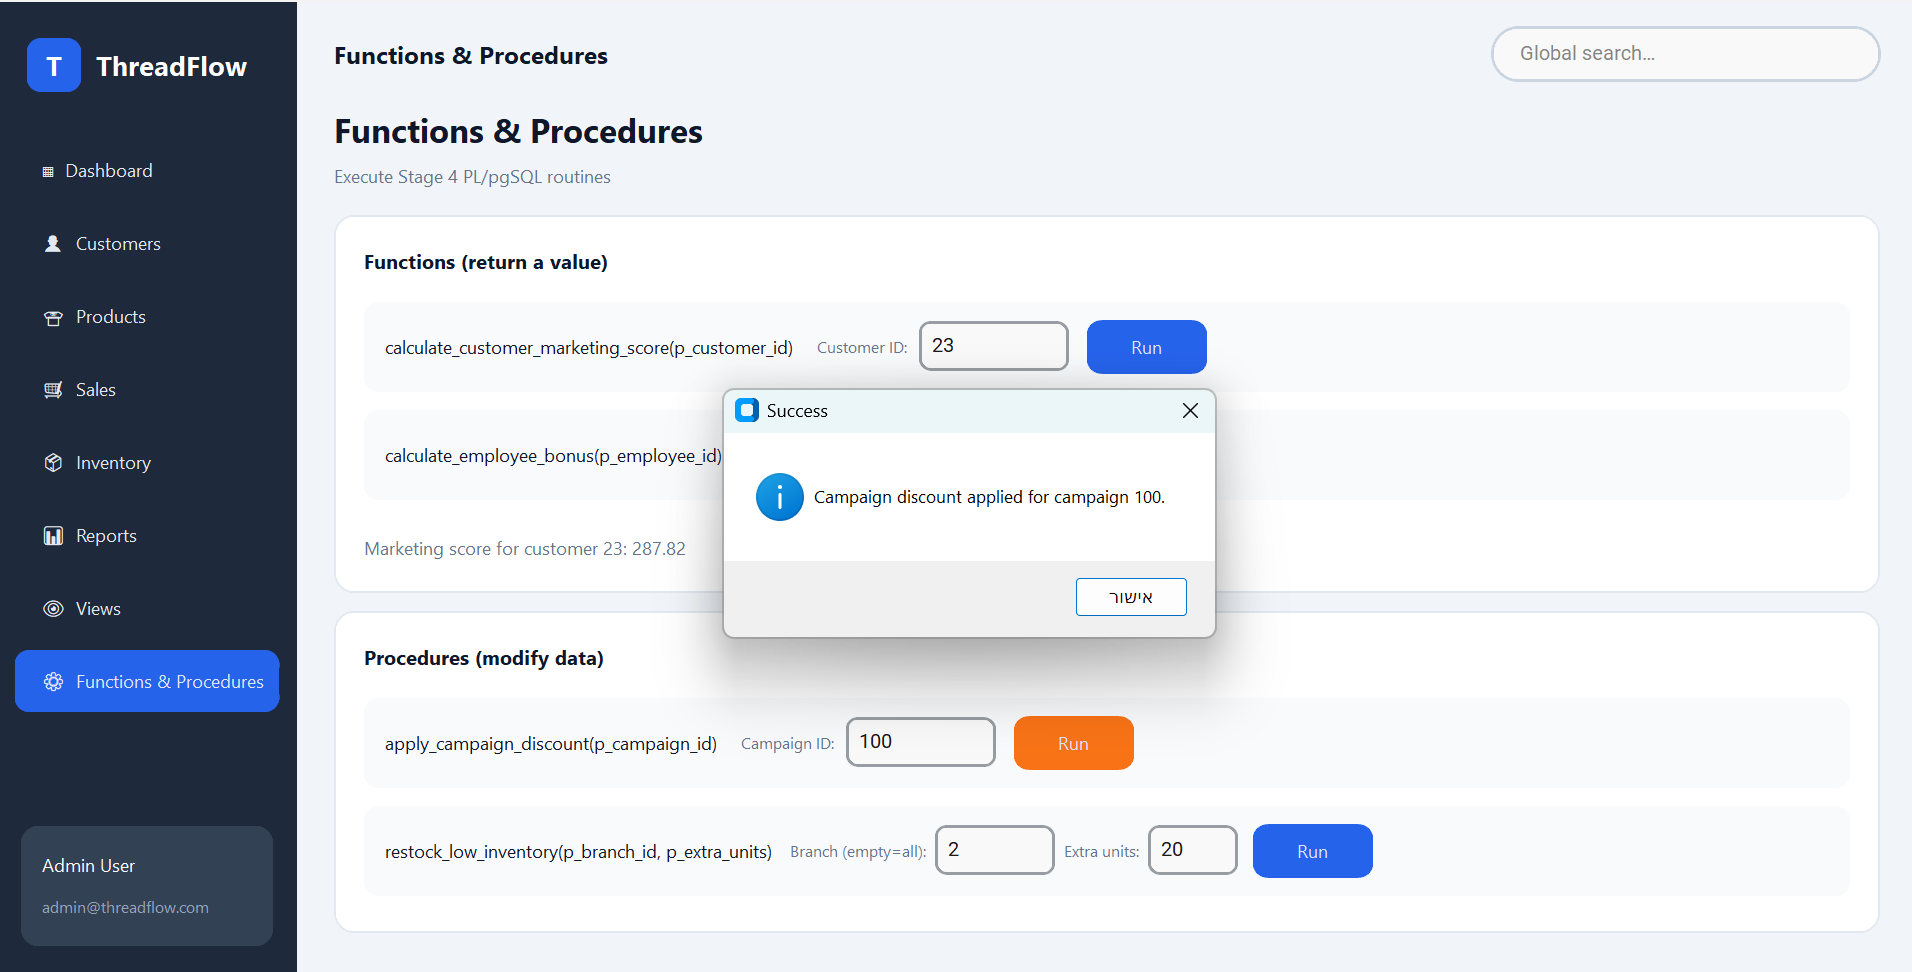 T ThreadFlow
Dashboard
Customers
Products
Sales
Inventory
Reports
Views
Functions & Procedures
Admin User
admin@threadflow.com
Functions & Procedures
Global search...
Functions & Procedures
Execute Stage 4 PL/pgSQL routines
Functions (return a value)
calculate_customer_marketing_score(p_customer_id) Customer ID: 23 Run
calculate_employee_bonus(p_employee_id)
Marketing score for customer 23: 287.82
Success
Campaign discount applied for campaign 100.
אישור
Procedures (modify data)
apply_campaign_discount(p_campaign_id) Campaign ID: 100 Run
restock_low_inventory(p_branch_id, p_extra_units) Branch (empty=all): 2 Extra units: 20 Run